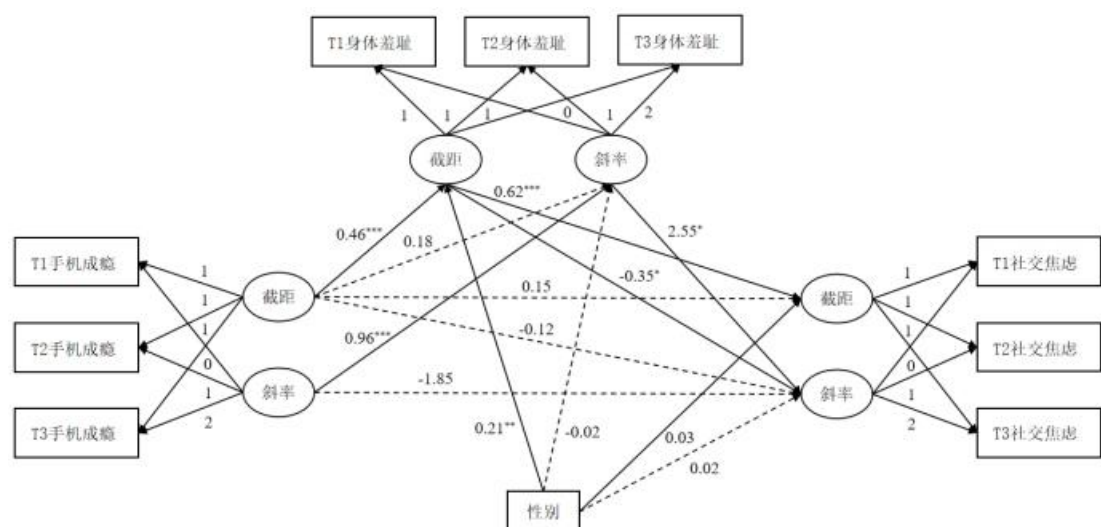 T1身体羞耻
T2身体羞耻
T3身体羞耻
1
1
1
0
1
2
截距
斜率
0.62***
0.46***
0.18
2.55*
T1手机成瘾
T2手机成瘾
T3手机成瘾
1
1
1
0
1
2
截距
斜率
-0.35*
0.15
-0.12
0.96***
-1.85
截距
斜率
1
1
1
0
1
2
T1社交焦虑
T2社交焦虑
T3社交焦虑
0.21**
-0.02
0.03
0.02
性别